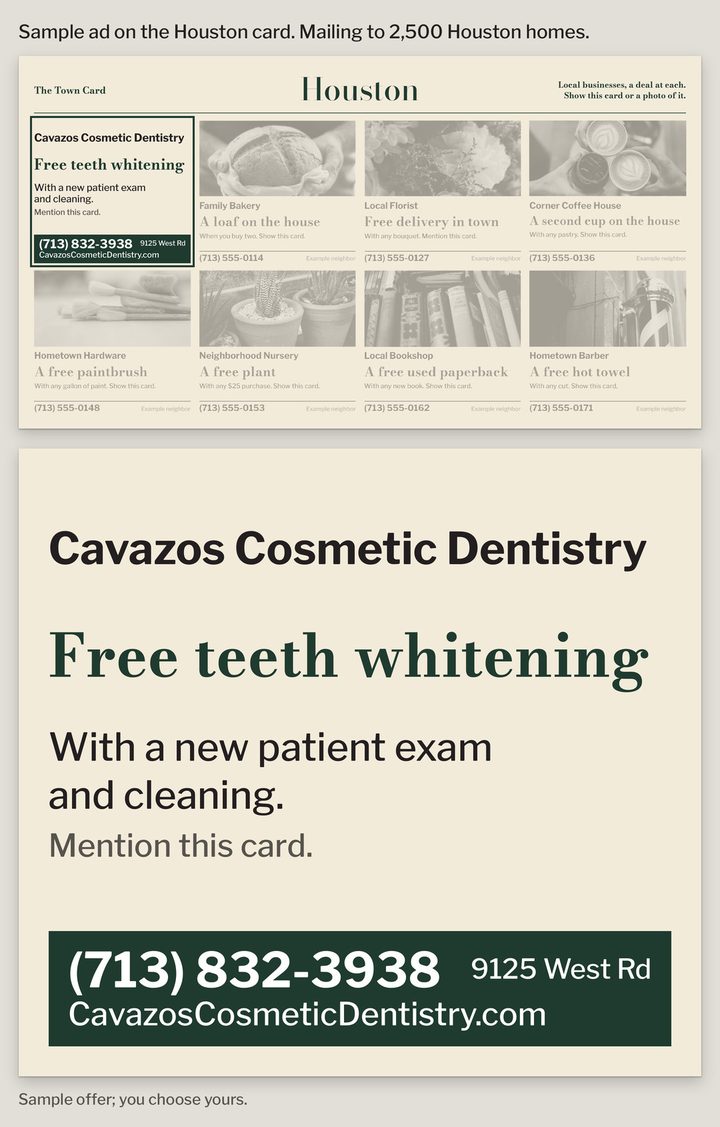 Sample ad on the Houston card. Mailing to 2,500 Houston homes.
The Town Card
Houston
Local businesses, a deal at each.
Show this card or a photo of it.
Cavazos Cosmetic Dentistry
Free teeth whitening
With a new patient exam
and cleaning.
Mention this card.
(713) 832-3938 9125 West Rd
CavazosCosmeticDentistry.com
Family Bakery
A loaf on the house
When you buy two. Show this card.
(713) 555-0114 Example neighbor
Local Florist
Free delivery in town
With any bouquet. Mention this card.
(713) 555-0127 Example neighbor
Corner Coffee House
A second cup on the house
With any pastry. Show this card.
(713) 555-0136 Example neighbor
Hometown Hardware
A free paintbrush
With any gallon of paint. Show this card.
(713) 555-0148 Example neighbor
Neighborhood Nursery
A free plant
With any $25 purchase. Show this card.
(713) 555-0153 Example neighbor
Local Bookshop
A free used paperback
With any new book. Show this card.
(713) 555-0162 Example neighbor
Hometown Barber
A free hot towel
With any cut. Show this card.
(713) 555-0171 Example neighbor
Cavazos Cosmetic Dentistry
Free teeth whitening
With a new patient exam
and cleaning.
Mention this card.
(713) 832-3938 9125 West Rd
CavazosCosmeticDentistry.com
Sample offer; you choose yours.